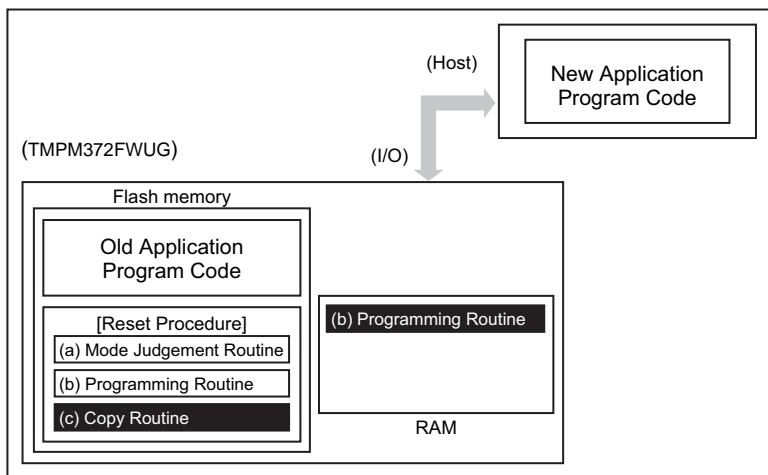 (Host)
New Application
Program Code
(TMPM372FWUG)
(I/O)
Flash memory
Old Application
Program Code
[Reset Procedure]
(a) Mode Judgement Routine
(b) Programming Routine
(c) Copy Routine
(b) Programming Routine
RAM